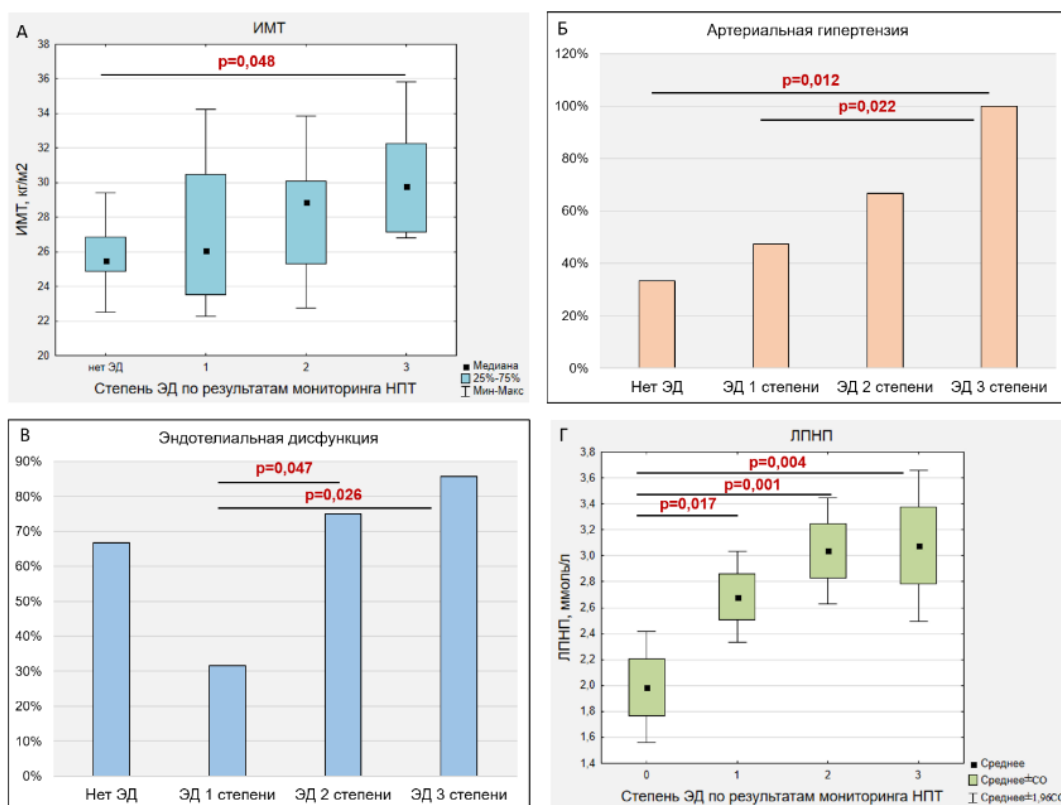 А
ИМТ
38
36
34
32
30
28
26
24
22
20
ИМТ, кг/м2
p=0,048
нет ЭД
1
2
3
Степень ЭД по результатам мониторинга НПТ
Медиана
25%-75%
Мин-Макс
Б
Артериальная гипертензия
120%
100%
80%
60%
40%
20%
0%
p=0,012
p=0,022
Нет ЭД
ЭД 1 степени
ЭД 2 степени
ЭД 3 степени
В
Эндотелиальная дисфункция
90%
80%
70%
60%
50%
40%
30%
20%
10%
0%
p=0,047
p=0,026
Нет ЭД
ЭД 1 степени
ЭД 2 степени
ЭД 3 степени
Г
ЛПНП
3,8
3,6
3,4
3,2
3,0
2,8
2,6
2,4
2,2
2,0
1,8
1,6
1,4
ЛПНП, ммоль/л
p=0,004
p=0,001
p=0,017
0
1
2
3
Степень ЭД по результатам мониторинга НПТ
Среднее
Среднее±СО
Среднее±1,96СО